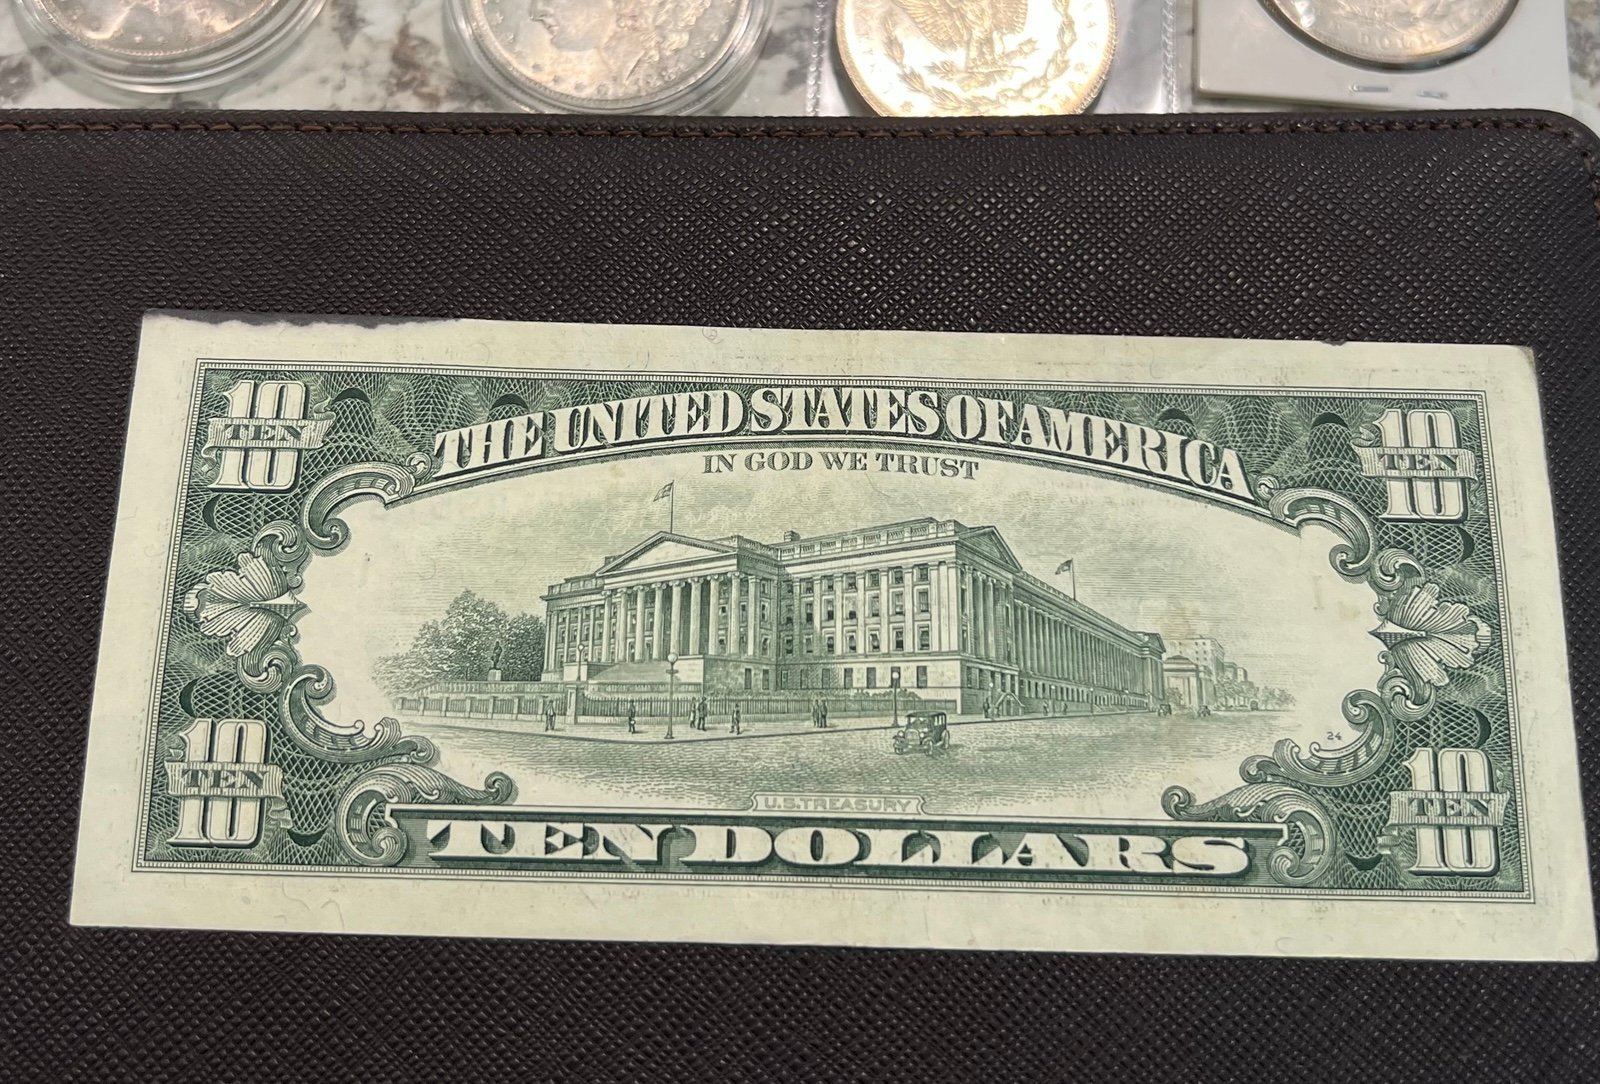 DOLLAR
10 TEN 10
THE UNITED STATES OF AMERICA
10 TEN 10
IN GOD WE TRUST
24
10 TEN 10
U.S. TREASURY
10 TEN 10
TEN DOLLARS